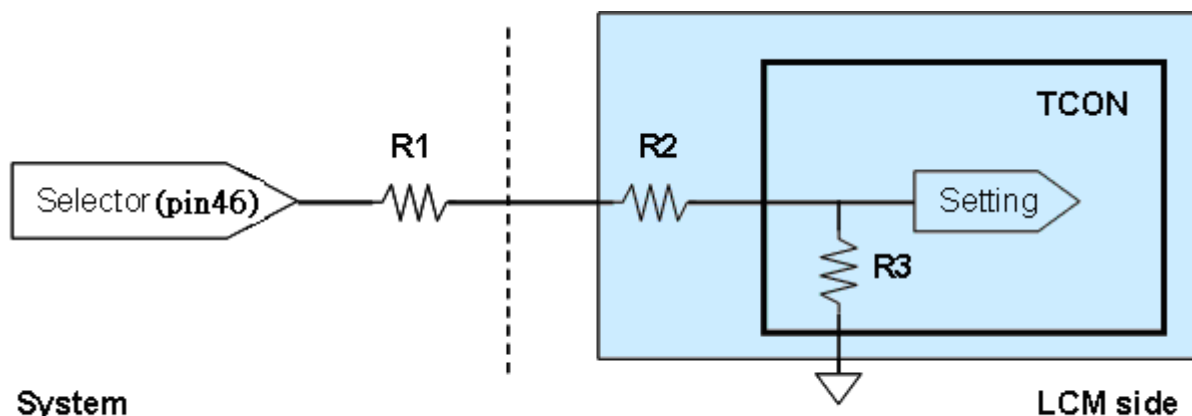 TCON
R1
R2
Selector(pin46)
Setting
R3
System
LCM side